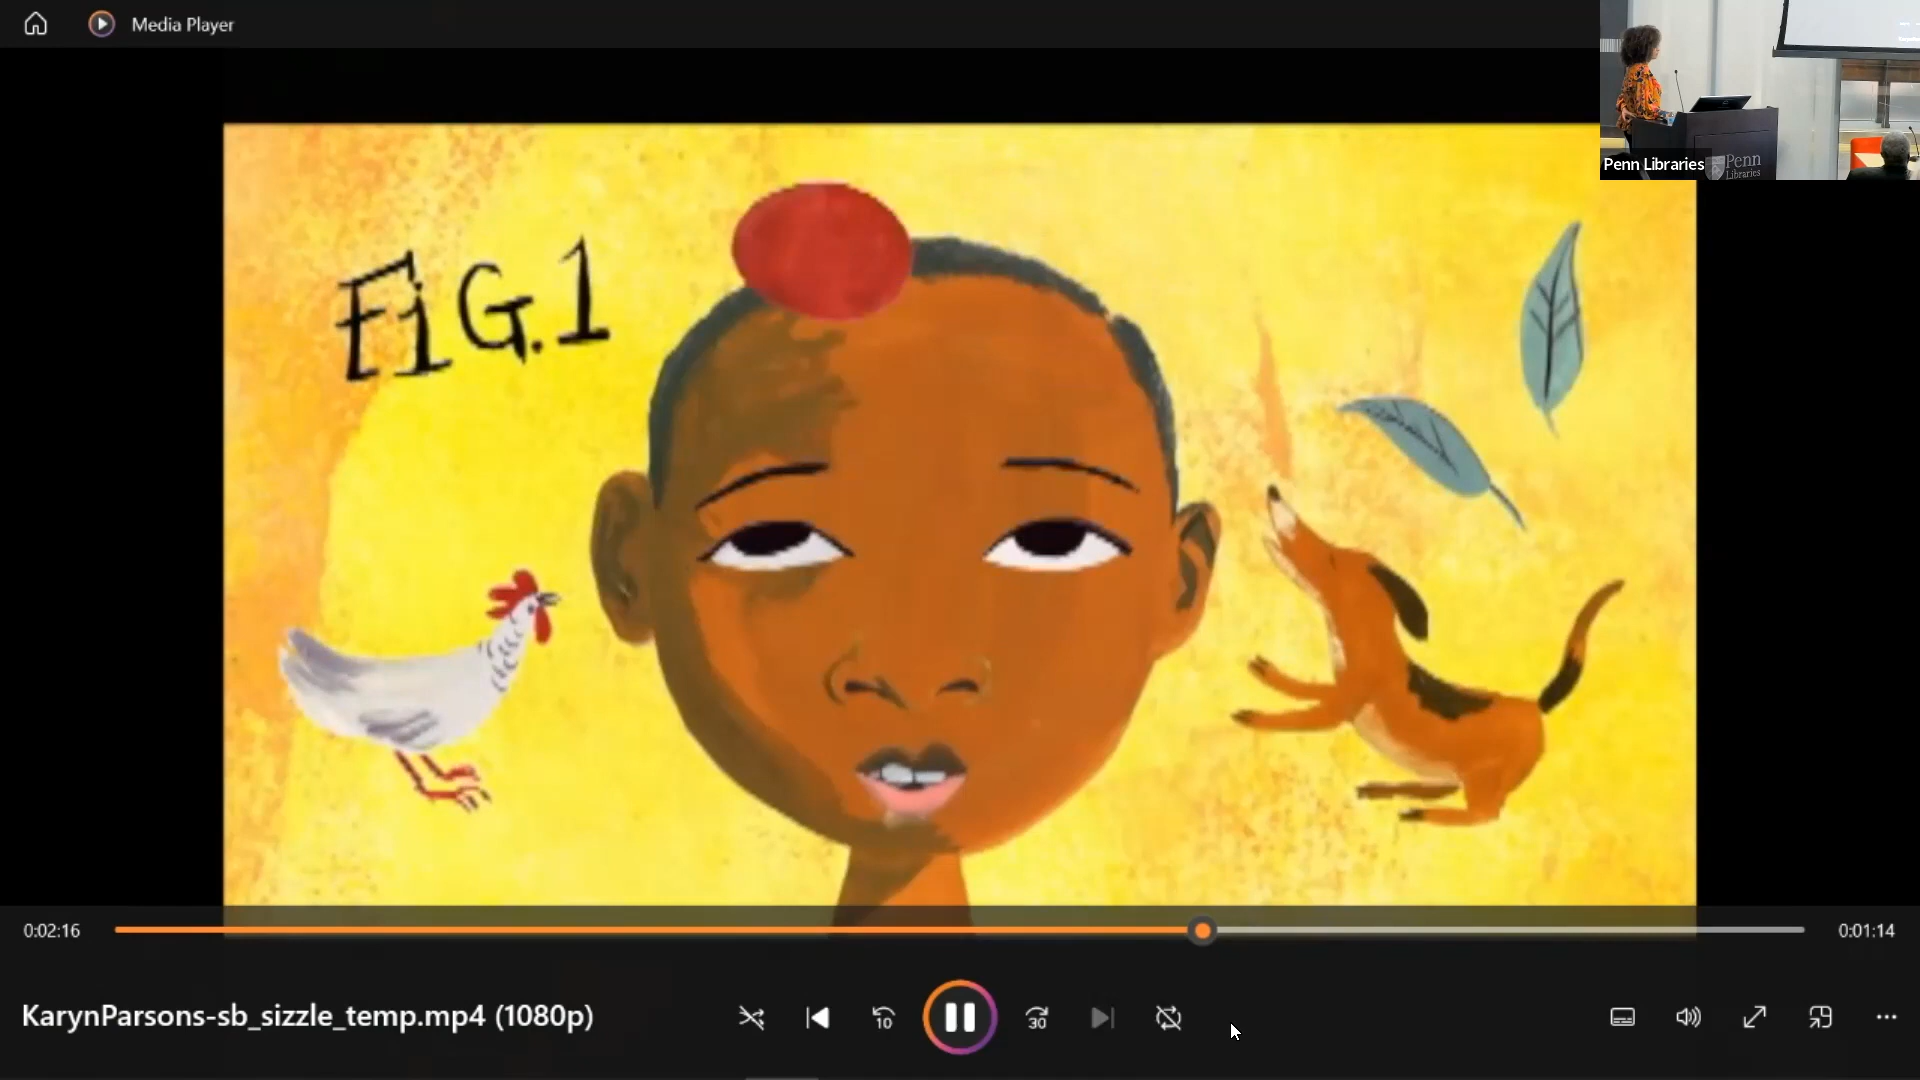 Media Player
Penn Libraries
Penn
Libraries
FiG.1
0:02:16
0:01:14
KarynParsons-sb_sizzle_temp.mp4 (1080p)
10
30